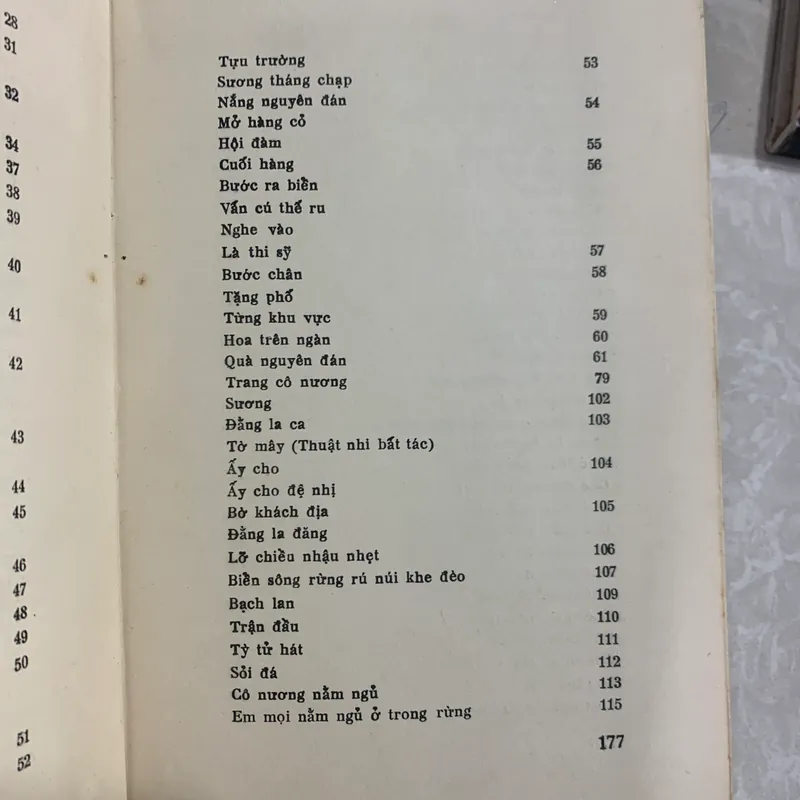 28
31
32
34
37
38
39
40
41
42
43
44
45
46
47
48
49
50
51
52
Tựu trường 53
Sương tháng chạp
Nắng nguyên đán 54
Mở hàng cỏ
Hội đàm 55
Cuối hàng 56
Bước ra biển
Vẩn cú thể ru
Nghe vào
Là thi sỹ 57
Bước chân 58
Tặng phố
Từng khu vực 59
Hoa trên ngàn 60
Quà nguyên đán 61
Trang cô nương 79
Sương 102
Đằng la ca 103
Tờ mây (Thuật nhi bất tác)
Ấy cho 104
Ấy cho đệ nhị
Bờ khách địa 105
Đằng la đăng
Lỡ chiều nhậu nhẹt 106
Biển sông rừng rú núi khe đèo 107
Bạch lan 109
Trận đầu 110
Tỳ tử hát 111
Sỏi đá 112
Cô nương nằm ngủ 113
Em mọi nằm ngủ ở trong rừng 115
177